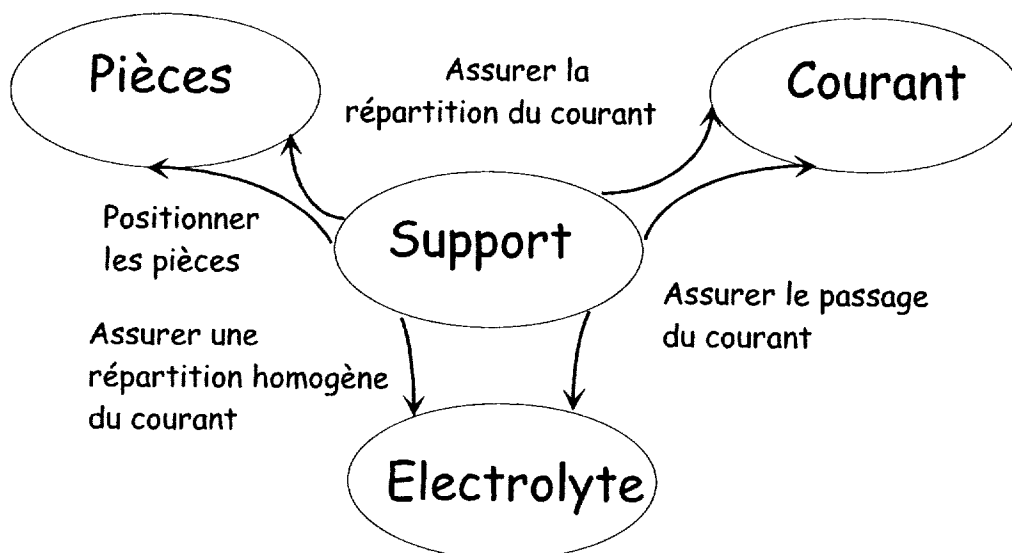 Pièces
Assurer la
répartition du courant
Courant
Positionner
les pièces
Support
Assurer le passage
du courant
Assurer une
répartition homogène
du courant
Electrolyte